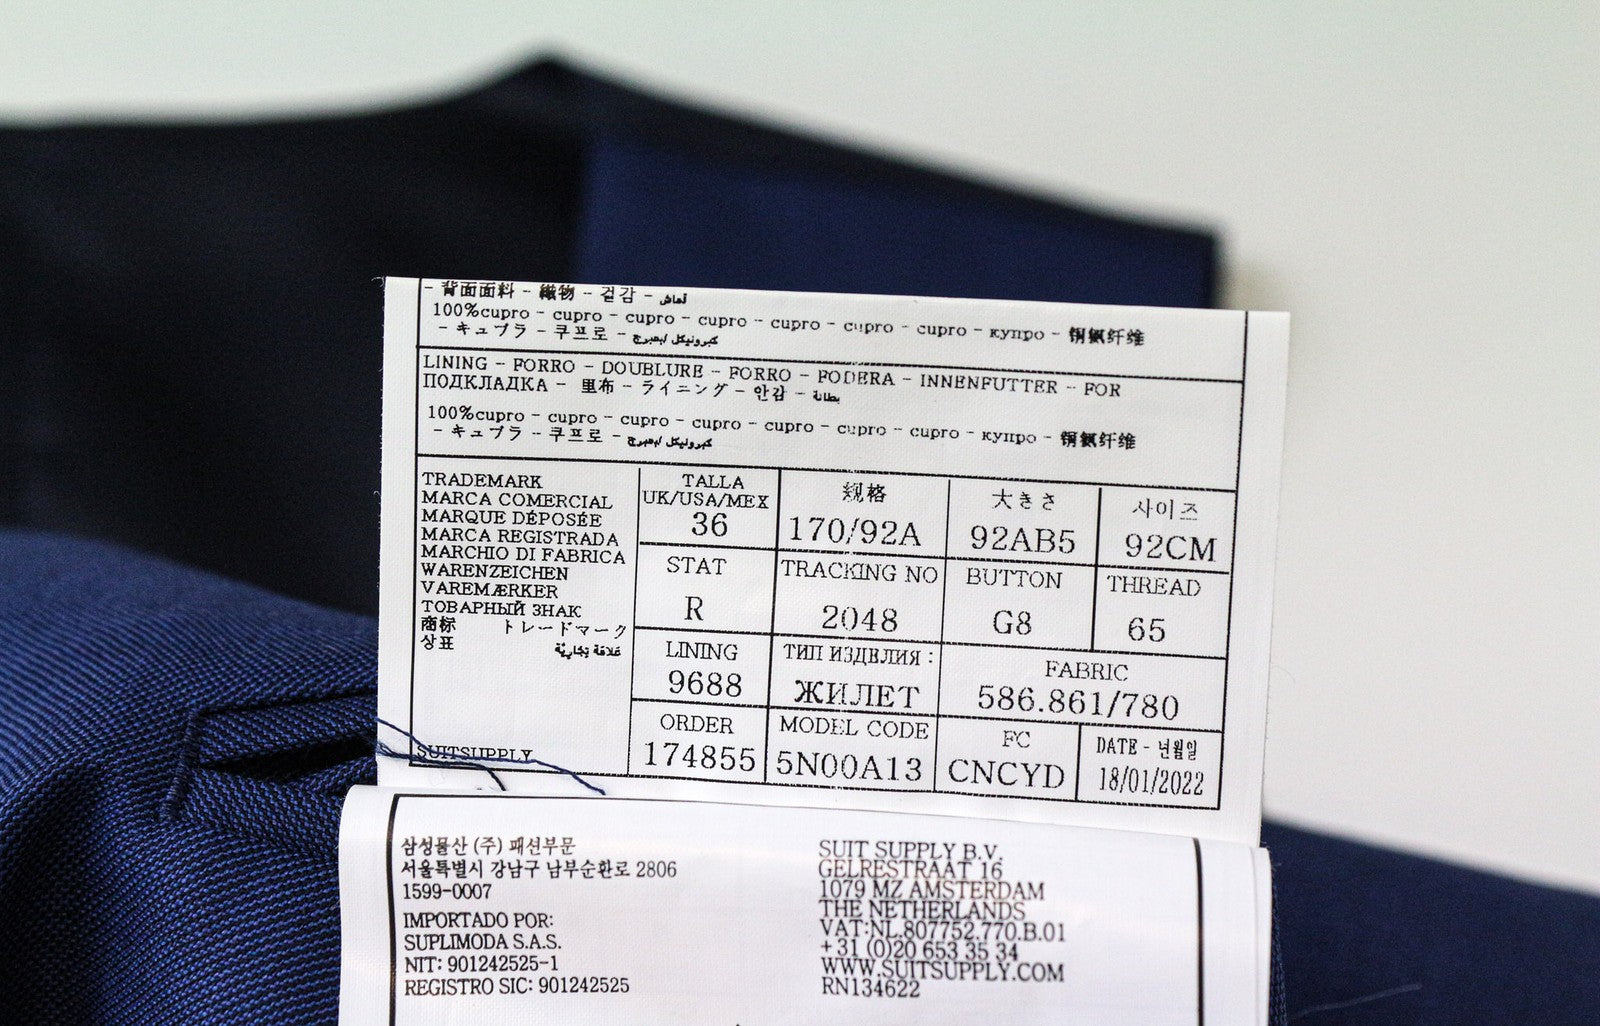 - 背面面料 - 織物 - 겉감 - أقماش
100%cupro - cupro - cupro - cupro - cupro - cupro - cupro - купро - 铜氨纤维
- キュプラ - 쿠프로 -
LINING - FORRO - DOUBLURE - FORRO - FODERA - INNENFUTTER - FOR
ПОДКЛАДКА - 里布 - ライニング - 안감 - بطانة
100%cupro - cupro - cupro - cupro - cupro - cupro - cupro - купро - 铜氨纤维
- キュプラ - 쿠프로 -
TRADEMARK
MARCA COMERCIAL
MARQUE DÉPOSÉE
MARCA REGISTRADA
MARCHIO DI FABRICA
WARENZEICHEN
VAREMÆRKER
ТОВАРНЫЙ ЗНАК
商标 トレードマーク
상표 علامة تجارية
SUITSUPPLY
TALLA
UK/USA/MEX
36
规格
170/92A
大きさ
92AB5
사이즈
92CM
STAT
R
TRACKING NO
2048
BUTTON
G8
THREAD
65
LINING
9688
ТИП ИЗДЕЛИЯ :
ЖИЛЕТ
FABRIC
586.861/780
ORDER
174855
MODEL CODE
5N00A13
FC
CNCYD
DATE - 년월일
18/01/2022
삼성물산 (주) 패션부문
서울특별시 강남구 남부순환로 2806
1599-0007
IMPORTADO POR:
SUPLIMODA S.A.S.
NIT: 901242525-1
REGISTRO SIC: 901242525
SUIT SUPPLY B.V.
GELRESTRAAT 16
1079 MZ AMSTERDAM
THE NETHERLANDS
VAT:NL.807752.770.B.01
+31 (0)20 653 35 34
WWW.SUITSUPPLY.COM
RN134622